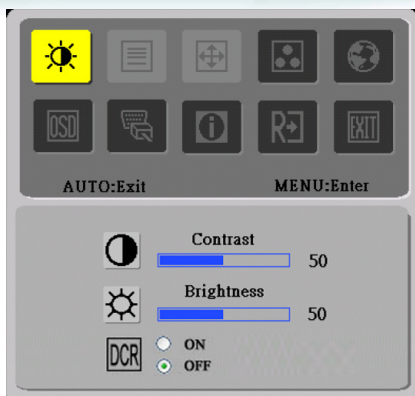 OSD
i
R
EXIT
AUTO:Exit MENU:Enter
Contrast
50
Brightness
50
DCR
ON
OFF